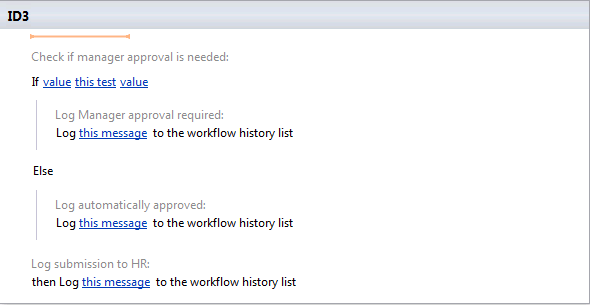 ID3
Check if manager approval is needed:
If value this test value
Log Manager approval required:
Log this message to the workflow history list
Else
Log automatically approved:
Log this message to the workflow history list
Log submission to HR:
then Log this message to the workflow history list